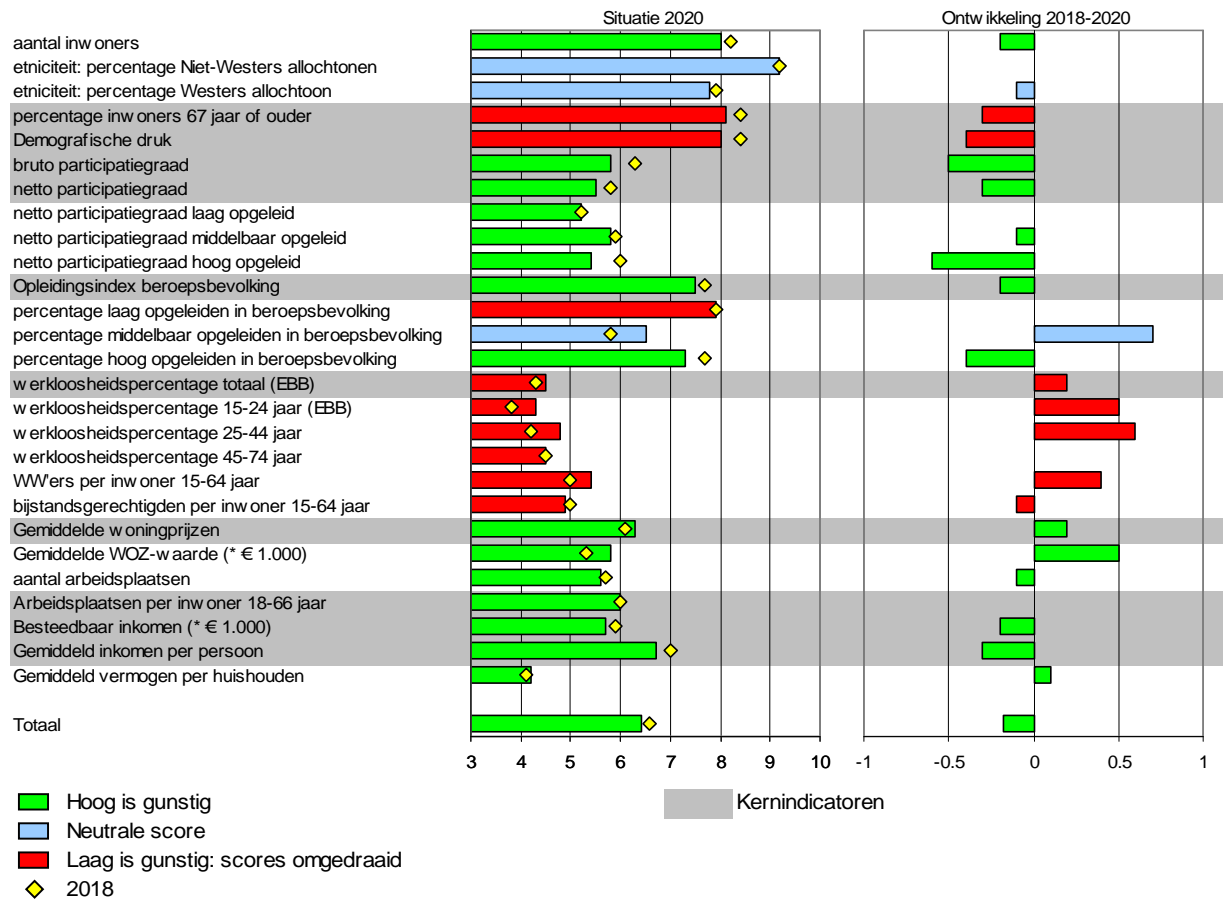 Situatie 2020
Ontwikkeling 2018-2020
aantal inwoners
etniciteit: percentage Niet-Westers allochtonen
etniciteit: percentage Westers allochtoon
percentage inwoners 67 jaar of ouder
Demografische druk
bruto participatiegraad
netto participatiegraad
netto participatiegraad laag opgeleid
netto participatiegraad middelbaar opgeleid
netto participatiegraad hoog opgeleid
Opleidingsindex beroepsbevolking
percentage laag opgeleiden in beroepsbevolking
percentage middelbaar opgeleiden in beroepsbevolking
percentage hoog opgeleiden in beroepsbevolking
werkloosheidspercentage totaal (EBB)
werkloosheidspercentage 15-24 jaar (EBB)
werkloosheidspercentage 25-44 jaar
werkloosheidspercentage 45-74 jaar
WW'ers per inwoner 15-64 jaar
bijstandsgerechtigden per inwoner 15-64 jaar
Gemiddelde woningprijzen
Gemiddelde WOZ-waarde (* € 1.000)
aantal arbeidsplaatsen
Arbeidsplaatsen per inwoner 18-66 jaar
Besteedbaar inkomen (* € 1.000)
Gemiddeld inkomen per persoon
Gemiddeld vermogen per huishouden
Totaal
3 4 5 6 7 8 9 10
-1 -0.5 0 0.5 1
Hoog is gunstig
Kernindicatoren
Neutrale score
Laag is gunstig: scores omgedraaid
2018